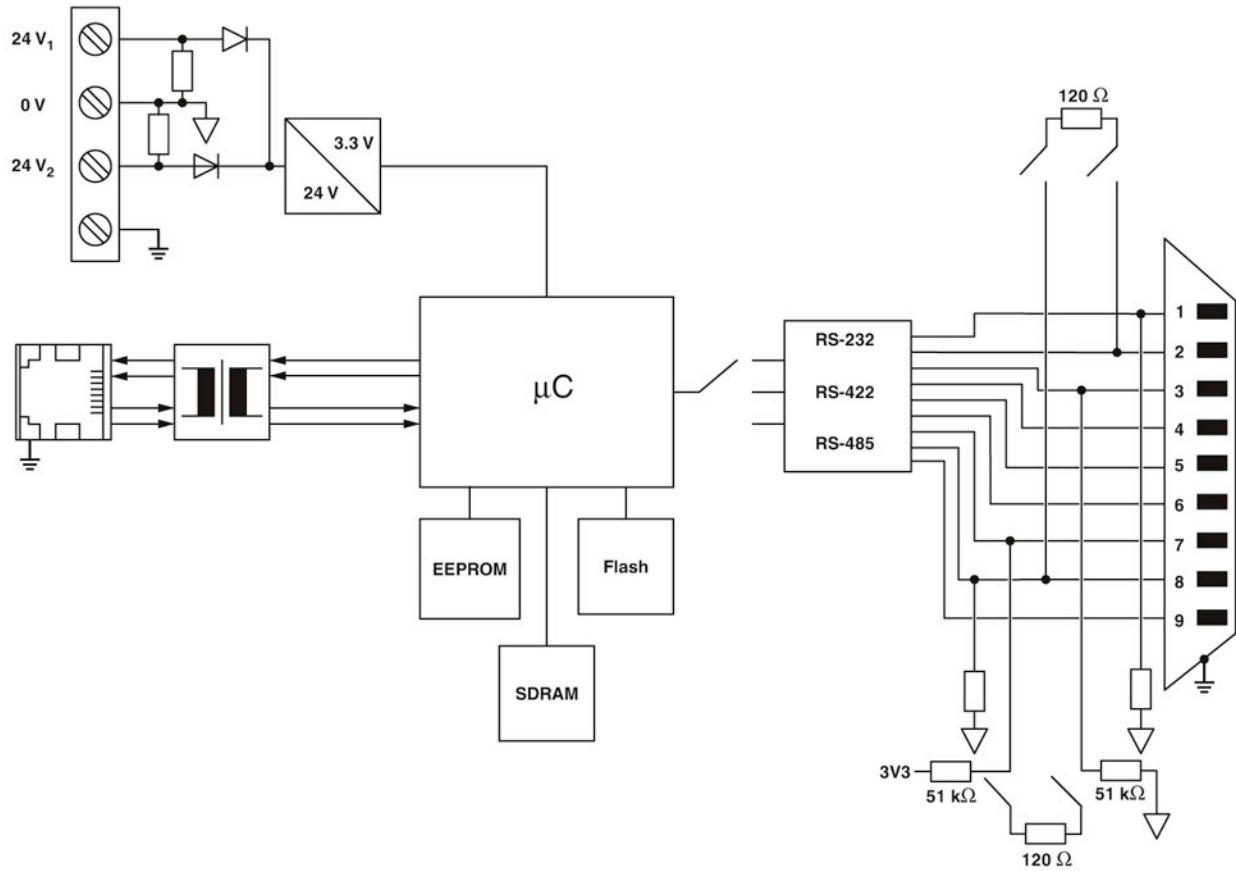 24 V1
0 V
24 V2
3.3 V
24 V
120 Ω
µC
EEPROM
Flash
SDRAM
RS-232
RS-422
RS-485
1
2
3
4
5
6
7
8
9
3V3
51 kΩ
51 kΩ
120 Ω